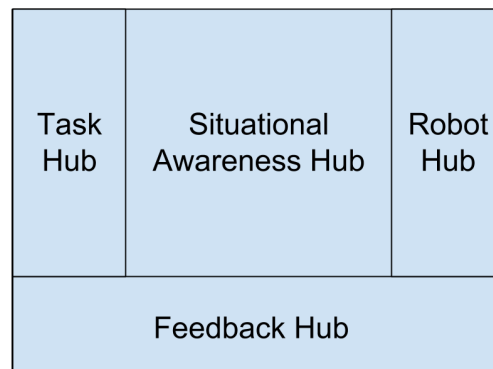 Task
Hub
Situational
Awareness Hub
Robot
Hub
Feedback Hub